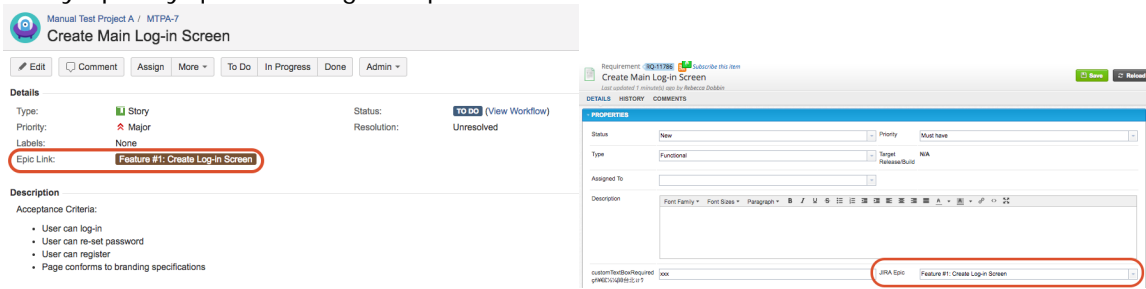 Manual Test Project A / MTPA-7
Create Main Log-in Screen
Edit Comment Assign More To Do In Progress Done Admin
Details
Type: Story Status: TO DO (View Workflow)
Priority: Major Resolution: Unresolved
Labels: None
Epic Link: Feature #1: Create Log-in Screen
Description
Acceptance Criteria:
• User can log-in
• User can re-set password
• User can register
• Page conforms to branding specifications
Requirement RQ-11786 Subscribe this item
Create Main Log-in Screen
Save Reload
Last updated 1 minute(s) ago by Rebecca Dobbin
DETAILS HISTORY COMMENTS
PROPERTIES
Status New Priority Must have
Type Functional Target Release/Build N/A
Assigned To
Description Font Family Font Sizes Paragraph B I U S
customTextBoxRequired xxx JIRA Epic Feature #1: Create Log-in Screen